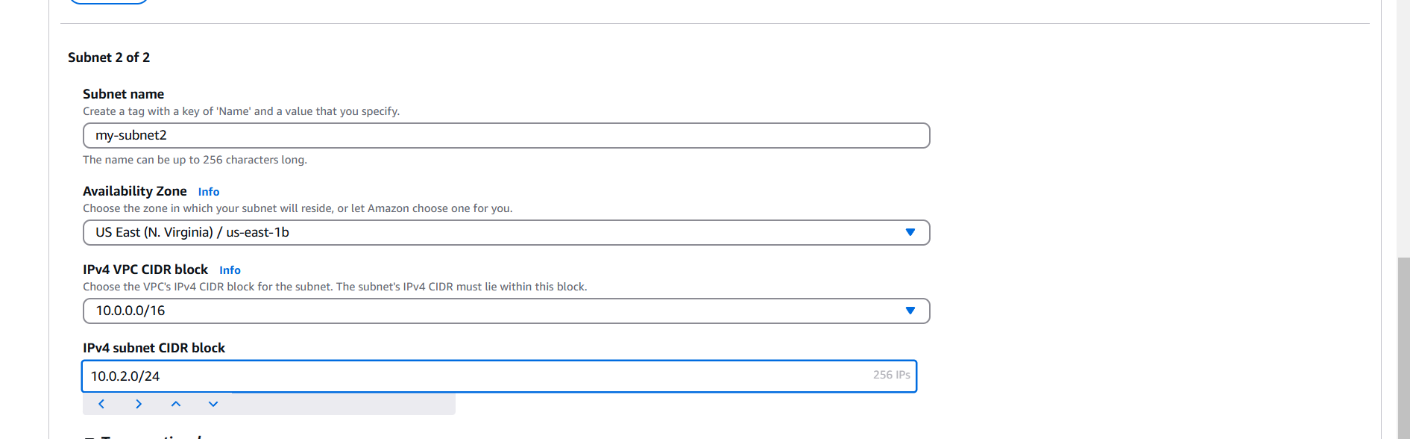 Subnet 2 of 2
Subnet name
Create a tag with a key of 'Name' and a value that you specify.
my-subnet2
The name can be up to 256 characters long.
Availability Zone Info
Choose the zone in which your subnet will reside, or let Amazon choose one for you.
US East (N. Virginia) / us-east-1b
IPv4 VPC CIDR block Info
Choose the VPC's IPv4 CIDR block for the subnet. The subnet's IPv4 CIDR must lie within this block.
10.0.0.0/16
IPv4 subnet CIDR block
10.0.2.0/24 256 IPs